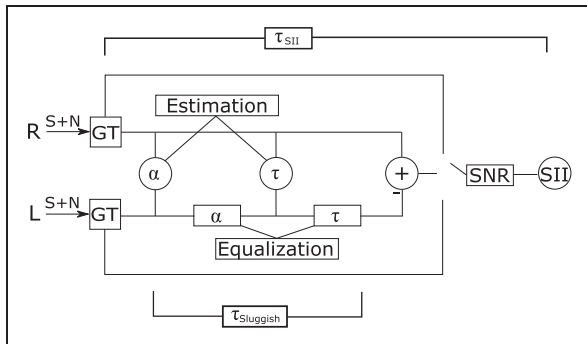 τSII
Estimation
R S+N GT
α τ + - SNR SII
L S+N GT α τ
Equalization
τSluggish